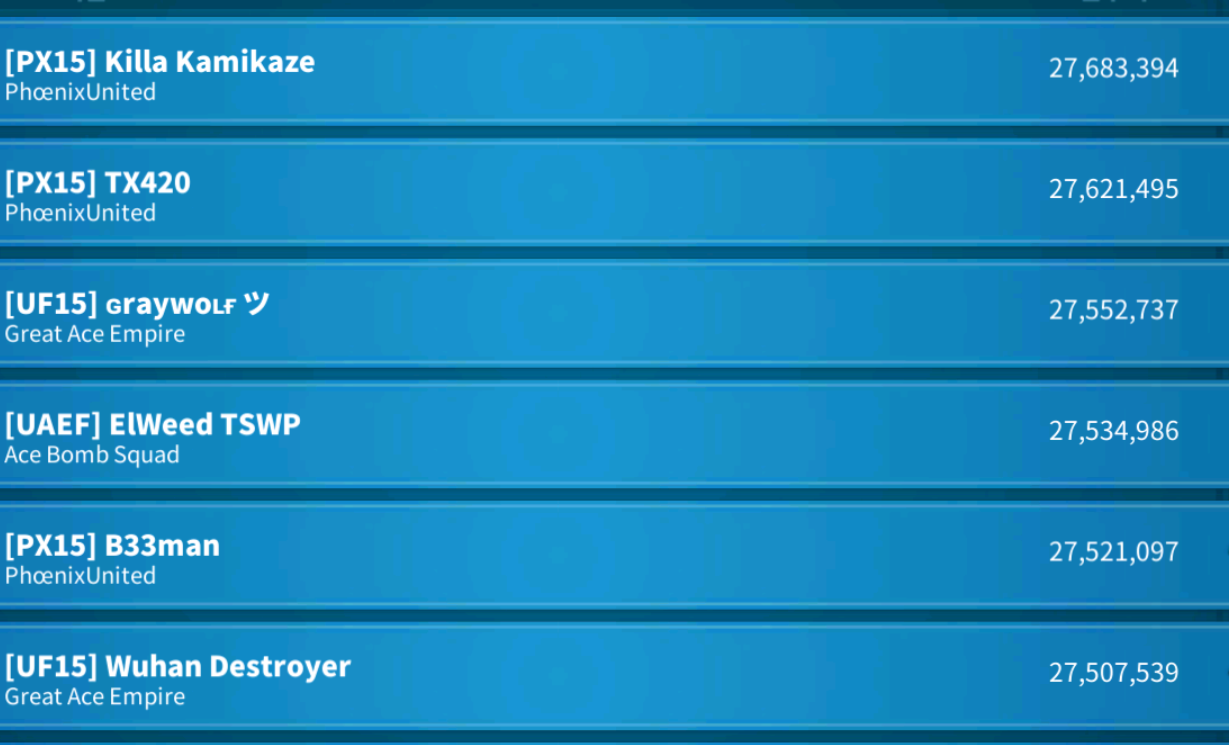 [PX15] Killa Kamikaze 27,683,394
PhœnixUnited
[PX15] TX420 27,621,495
PhœnixUnited
[UF15] ɢraywoʟғ ツ 27,552,737
Great Ace Empire
[UAEF] ElWeed TSWP 27,534,986
Ace Bomb Squad
[PX15] B33man 27,521,097
PhœnixUnited
[UF15] Wuhan Destroyer 27,507,539
Great Ace Empire